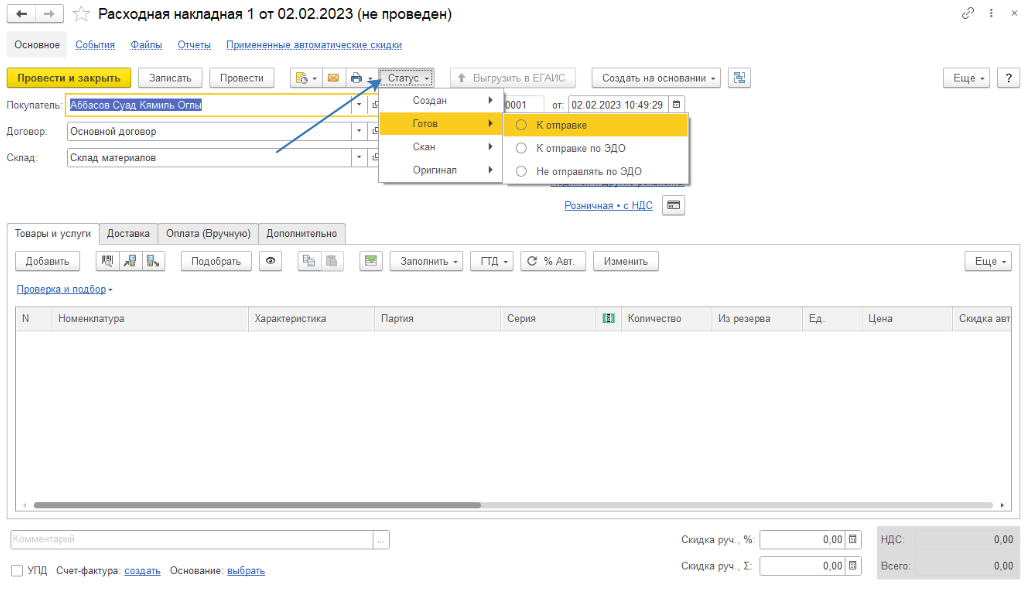 Расходная накладная 1 от 02.02.2023 (не проведен)
Основное События Файлы Отчеты Примененные автоматические скидки
Провести и закрыть Записать Провести Статус Выгрузить в ЕГАИС Создать на основании Еще ?
Покупатель: Аббасов Суад Кямиль Оглы 0001 от: 02.02.2023 10:49:29
Создан
Договор: Основной договор
Готов К отправке
Склад: Склад материалов
Скан К отправке по ЭДО
Оригинал Не отправлять по ЭДО
Розничная • с НДС
Товары и услуги Доставка Оплата (Вручную) Дополнительно
Добавить Подобрать Заполнить ГТД % Авт. Изменить Еще
Проверка и подбор
N Номенклатура Характеристика Партия Серия Количество Из резерва Ед. Цена Скидка авт
Комментарий ... Скидка руч., %: 0,00 НДС: 0,00
УПД Счет-фактура: создать Основание: выбрать Скидка руч., Σ: 0,00 Всего: 0,00